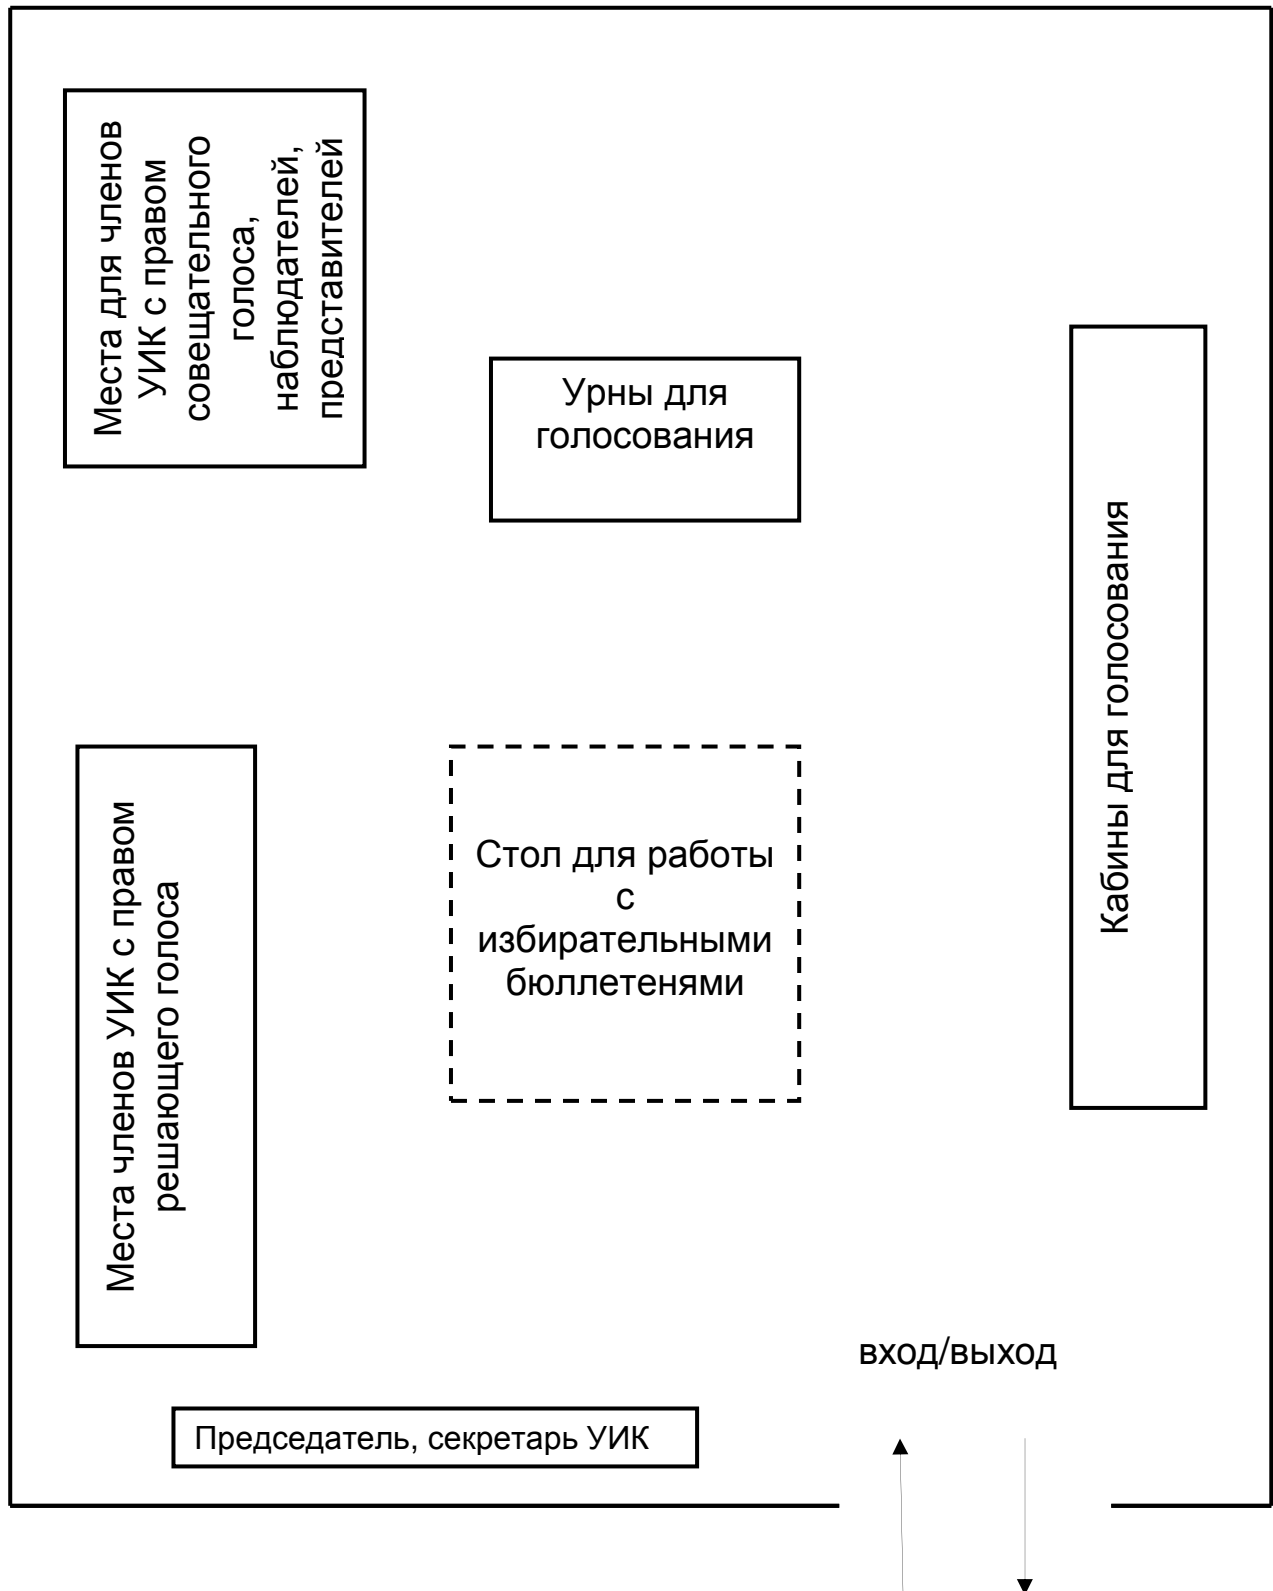 Места для членов
УИК с правом
совещательного
голоса,
наблюдателей,
представителей
Урны для
голосования
Кабины для голосования
Места членов УИК с правом
решающего голоса
Стол для работы
с
избирательными
бюллетенями
вход/выход
Председатель, секретарь УИК